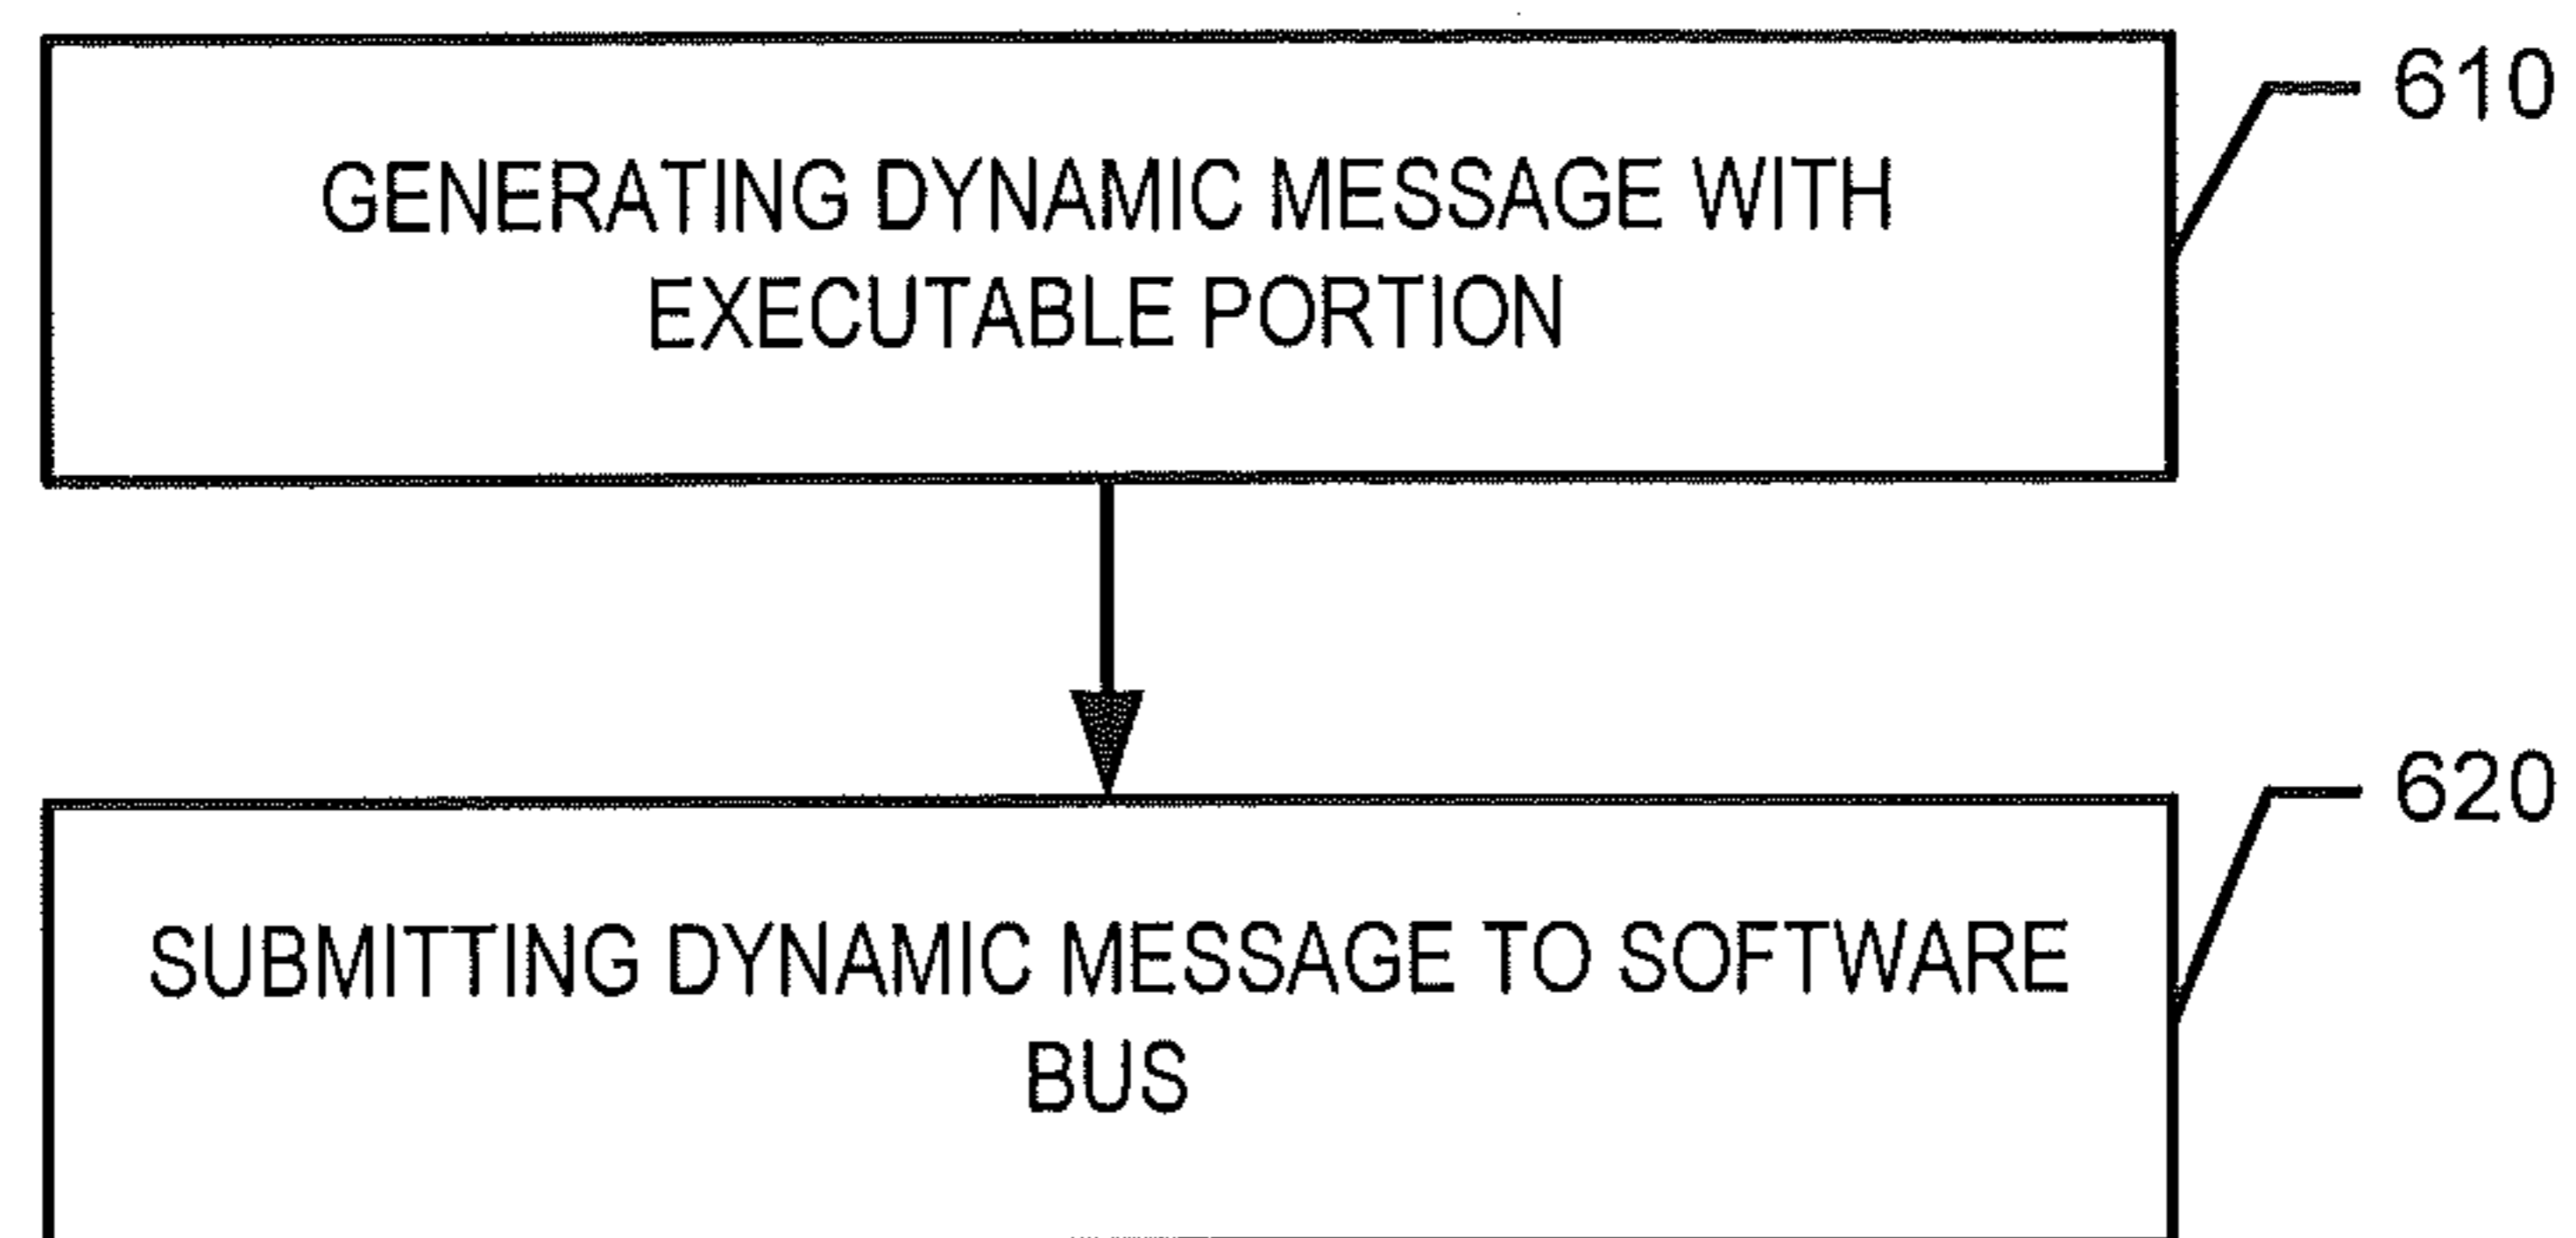 610
GENERATING DYNAMIC MESSAGE WITH
EXECUTABLE PORTION
620
SUBMITTING DYNAMIC MESSAGE TO SOFTWARE
BUS